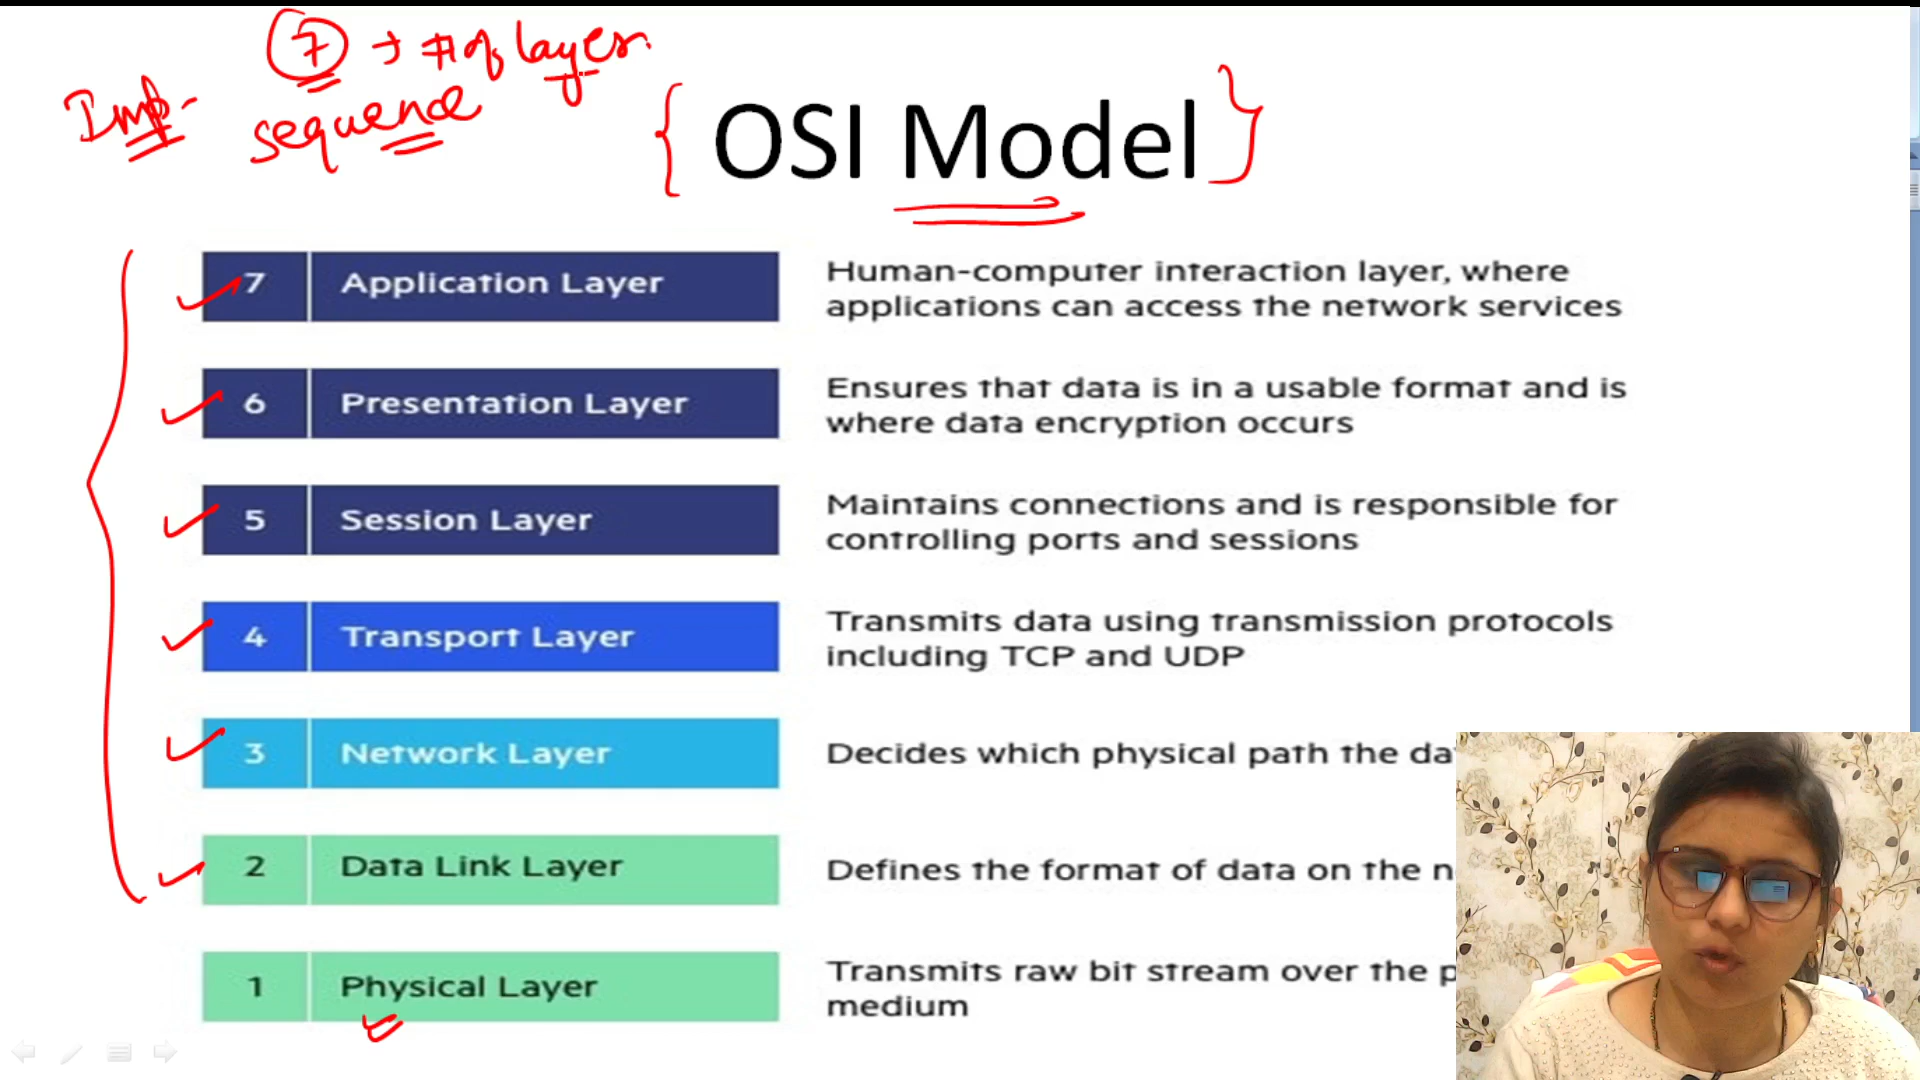 7 → # of layers.
Imp.
sequence
{ OSI Model }
7 Application Layer
Human-computer interaction layer, where
applications can access the network services
6 Presentation Layer
Ensures that data is in a usable format and is
where data encryption occurs
5 Session Layer
Maintains connections and is responsible for
controlling ports and sessions
4 Transport Layer
Transmits data using transmission protocols
including TCP and UDP
3 Network Layer
Decides which physical path the
2 Data Link Layer
Defines the format of data on the
1 Physical Layer
Transmits raw bit stream over the
medium